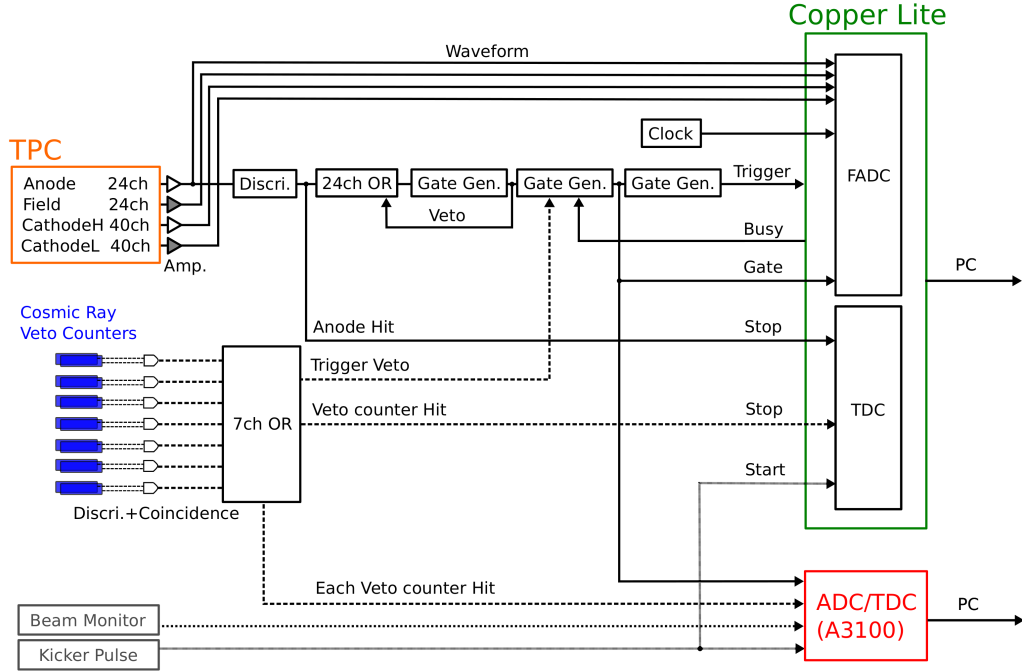 Copper Lite
Waveform
Clock
TPC
Anode 24ch
Field 24ch
CathodeH 40ch
CathodeL 40ch
Amp.
Discri.
24ch OR
Gate Gen.
Gate Gen.
Gate Gen.
Trigger
FADC
Veto
Busy
Gate
PC
Cosmic Ray
Veto Counters
Anode Hit
Stop
Trigger Veto
7ch OR
Veto counter Hit
Stop
TDC
Start
Discri.+Coincidence
Each Veto counter Hit
Beam Monitor
Kicker Pulse
ADC/TDC
(A3100)
PC